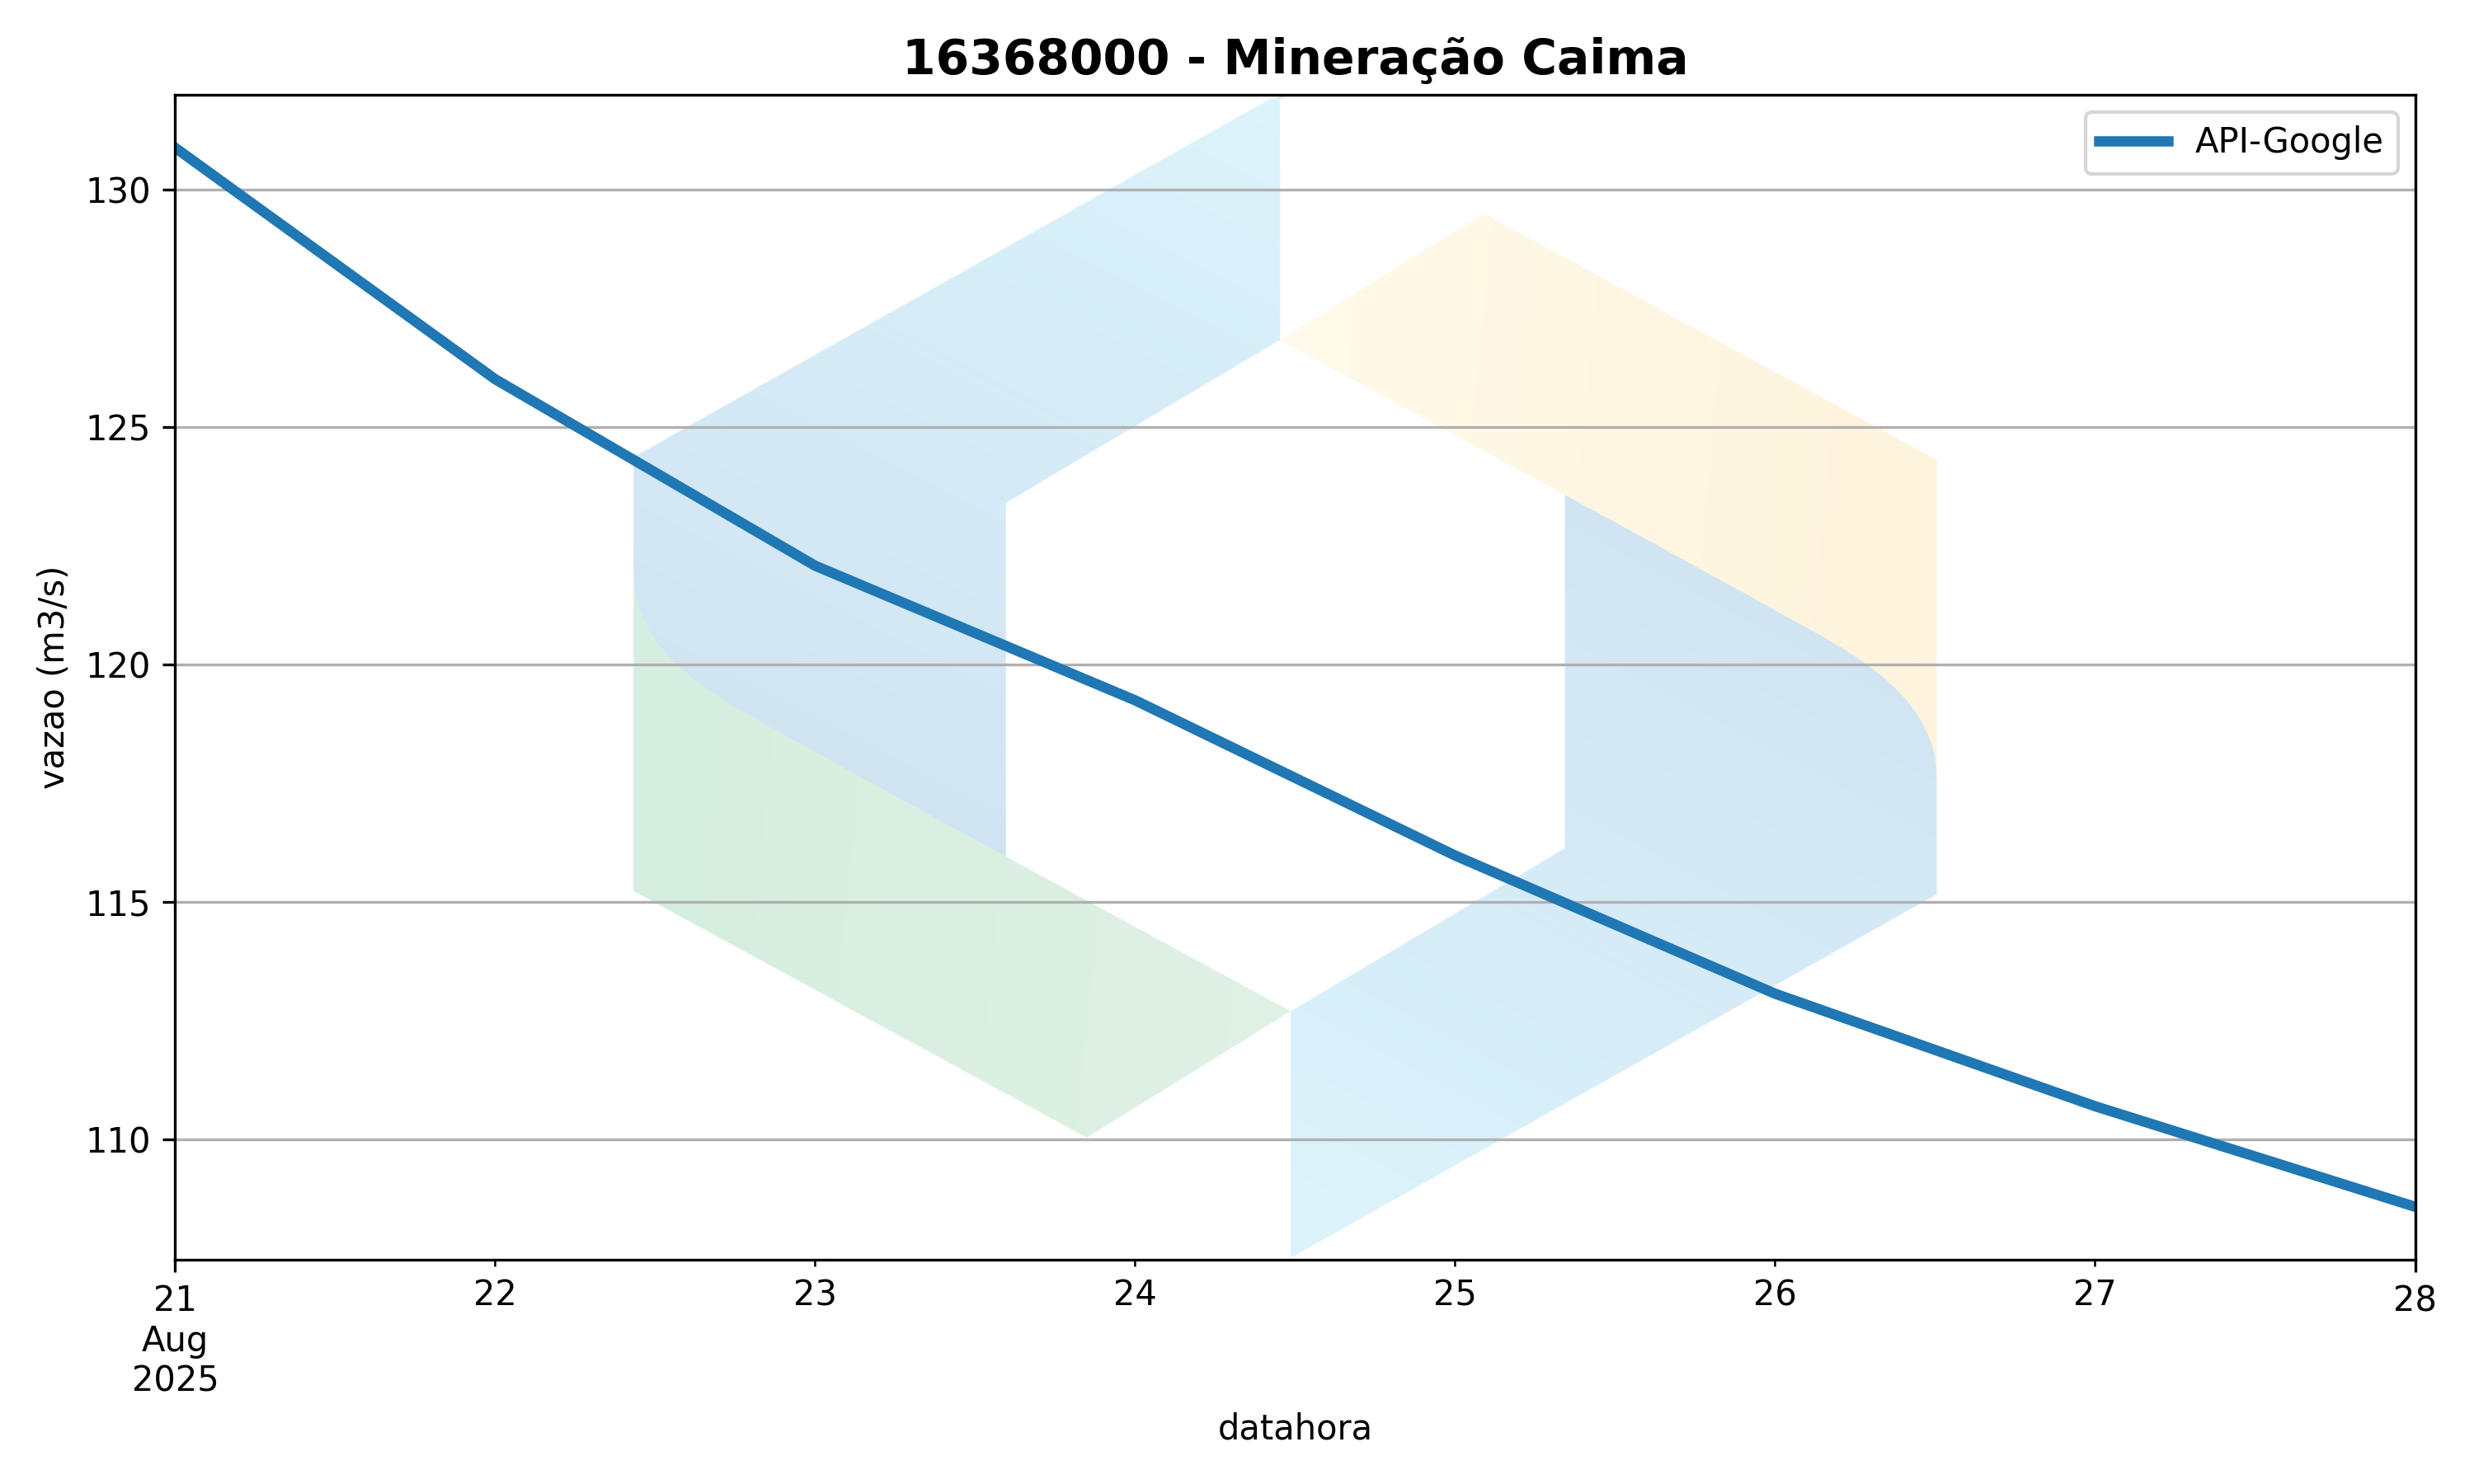 16368000 - Mineração Caima
API-Google
130
125
120
115
110
vazao (m3/s)
21 22 23 24 25 26 27 28
Aug
2025
datahora